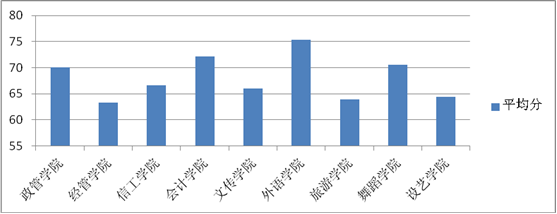 80
75
70
65
60
55
政管学院
经管学院
信工学院
会计学院
文传学院
外语学院
旅游学院
舞蹈学院
设艺学院
平均分